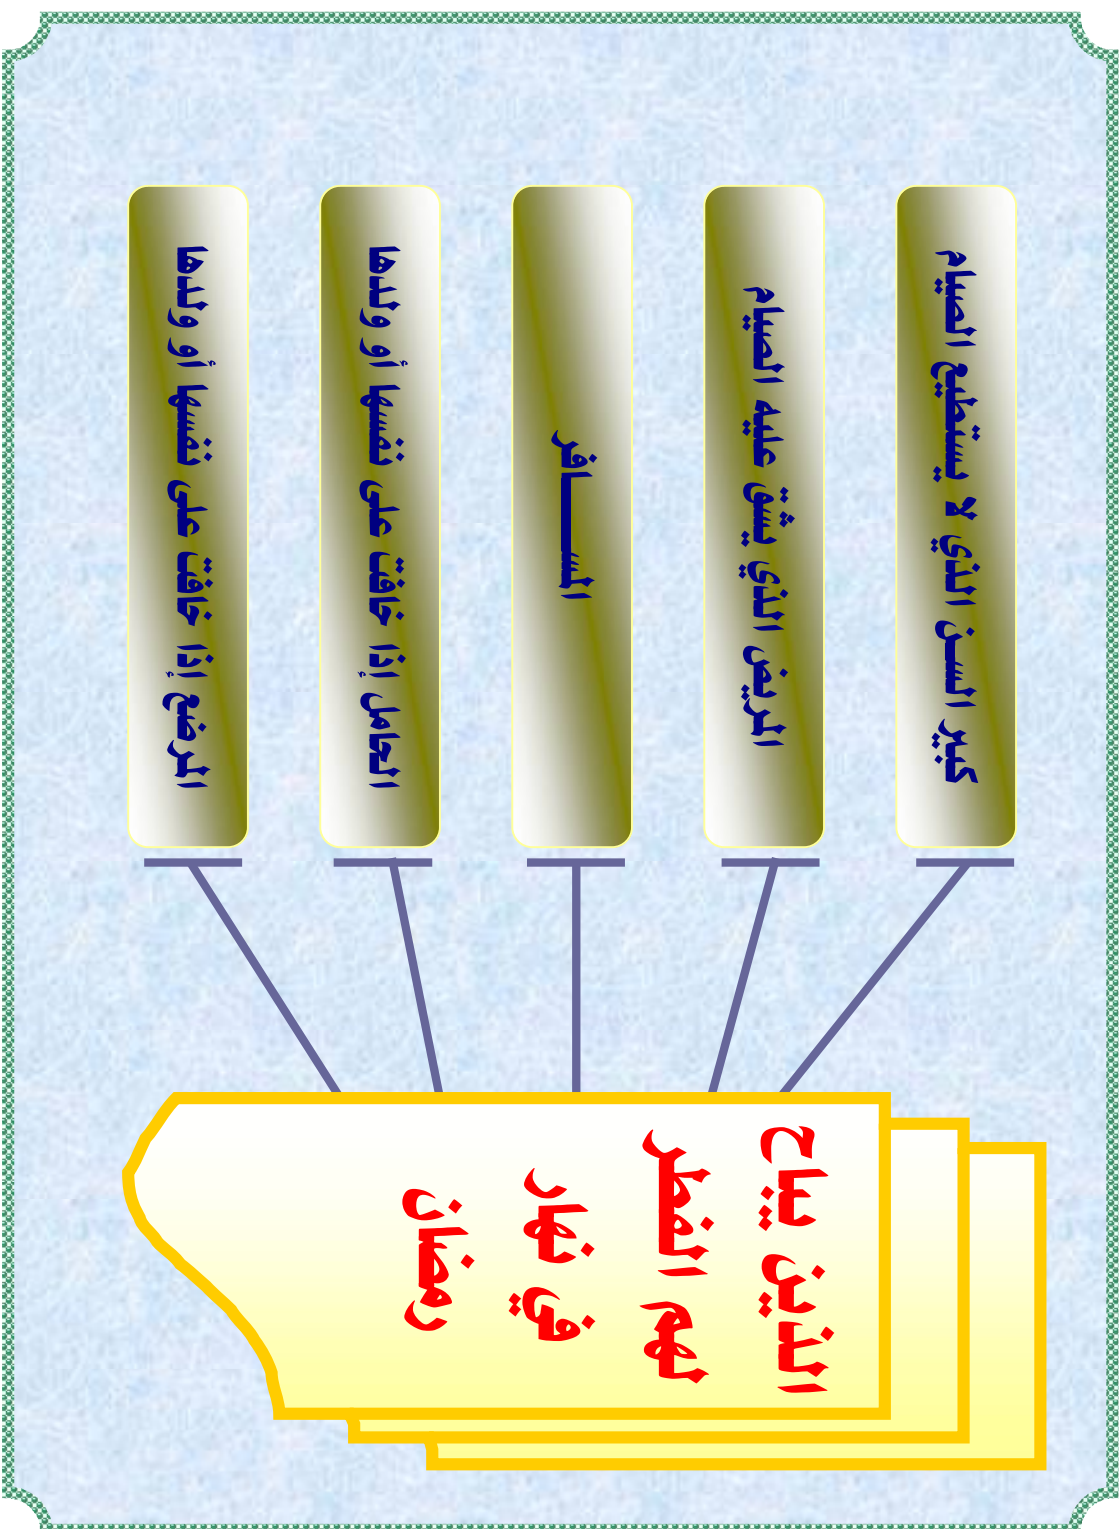 الذين يباح
لهم الفطر
في نهار
رمضان
كبير السن الذي لا يستطيع الصيام
المريض الذي يشق عليه الصيام
المســـــافر
الحامل إذا خافت على نفسها أو ولدها
المرضع إذا خافت على نفسها أو ولدها